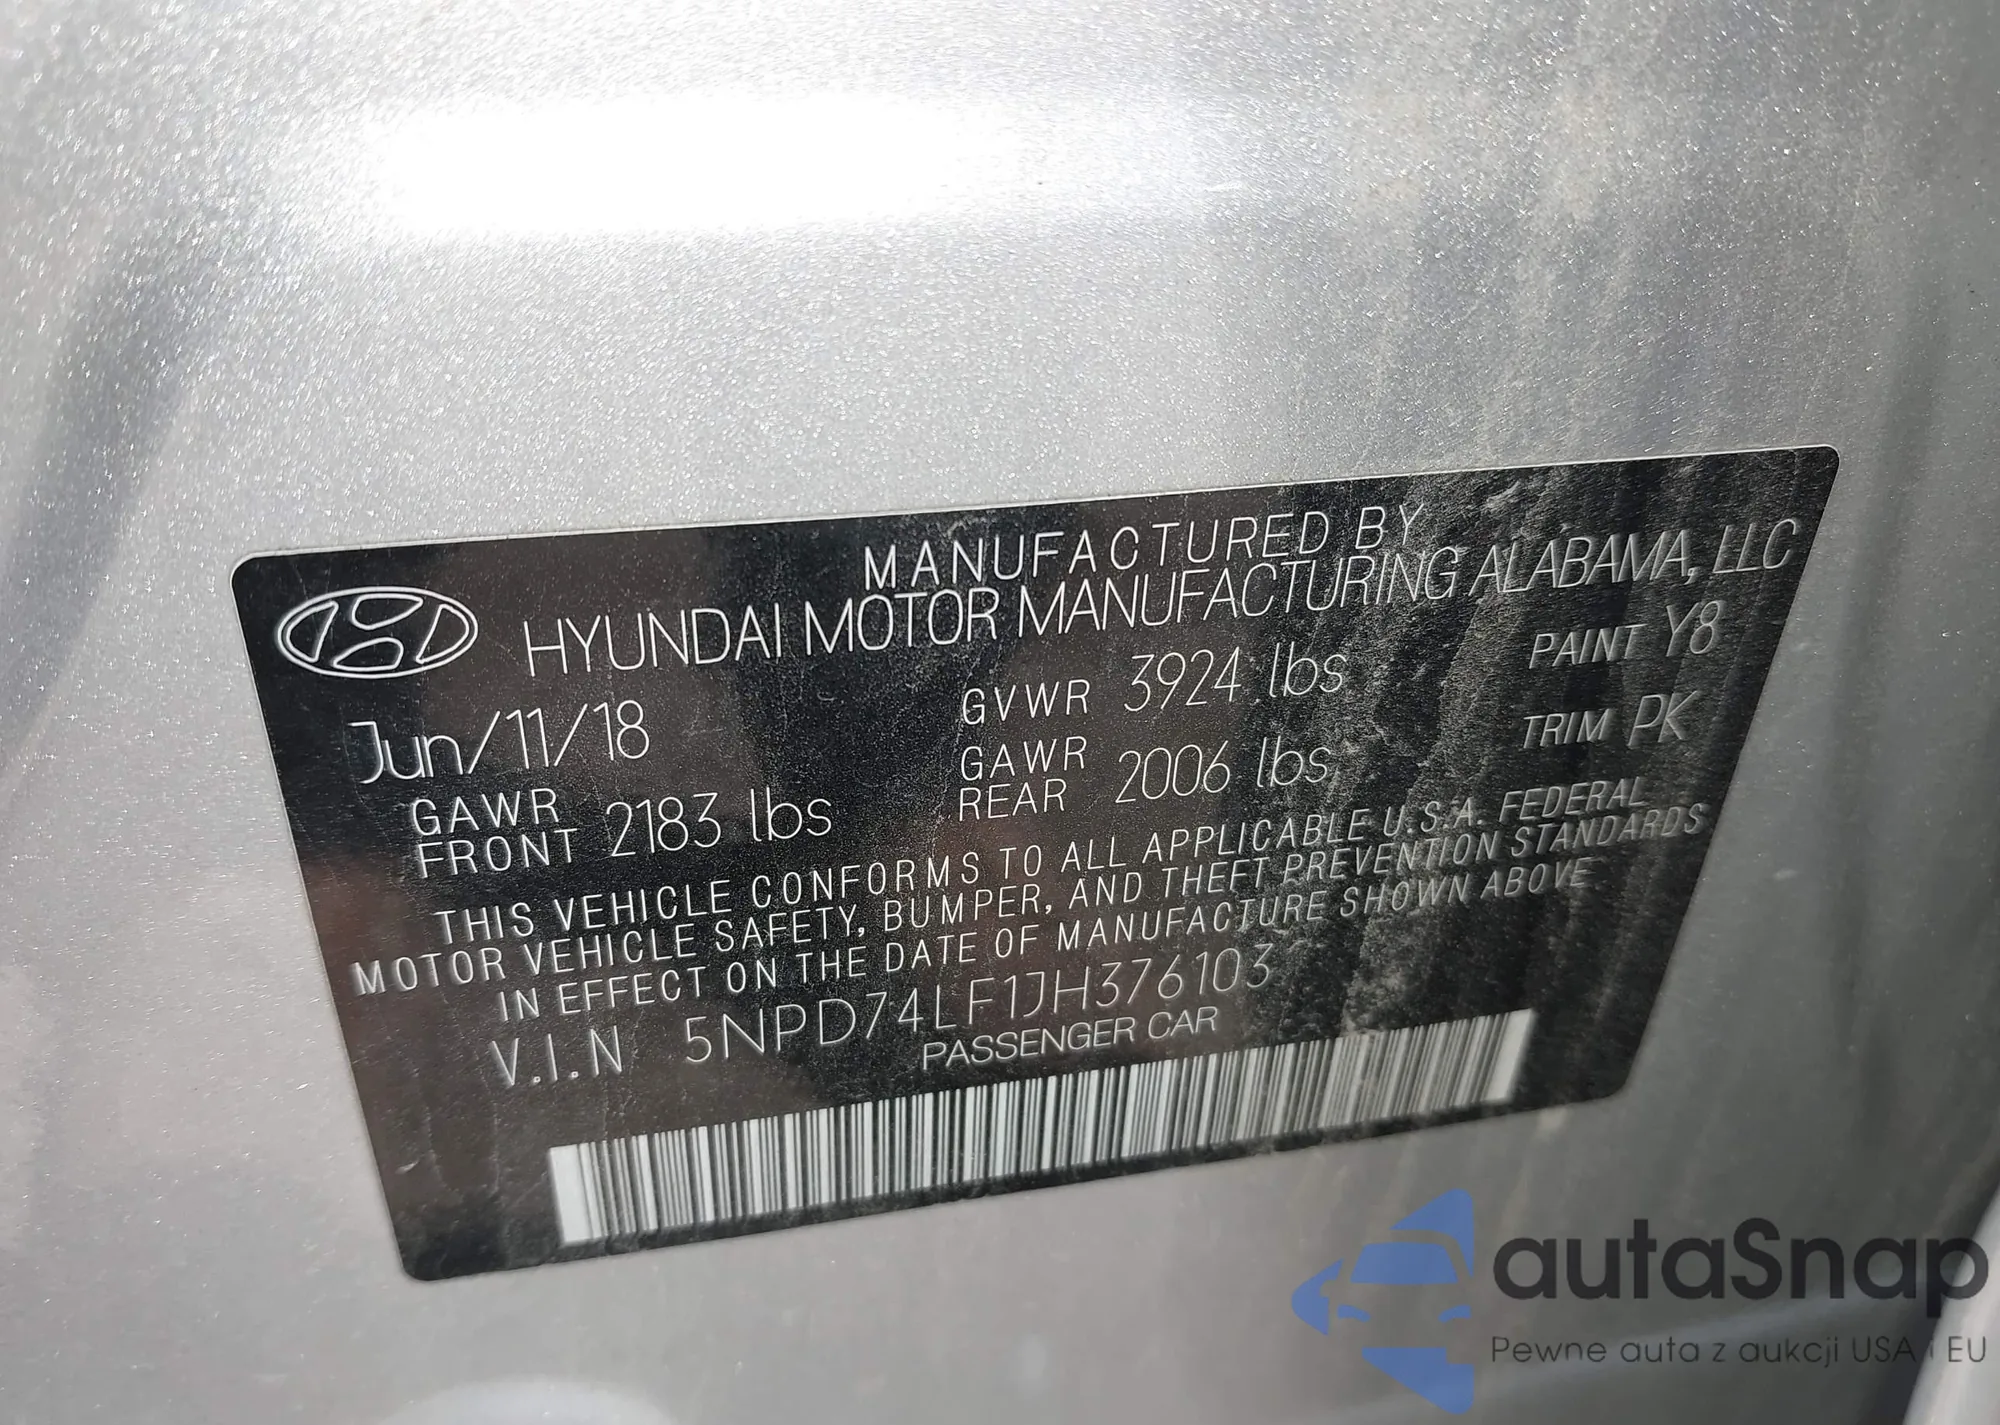 MANUFACTURED BY
HYUNDAI MOTOR MANUFACTURING ALABAMA, LLC
Jun/11/18 GVWR 3924 lbs PAINT Y8
GAWR FRONT 2183 lbs GAWR REAR 2006 lbs TRIM PK
THIS VEHICLE CONFORMS TO ALL APPLICABLE U.S.A. FEDERAL
MOTOR VEHICLE SAFETY, BUMPER, AND THEFT PREVENTION STANDARDS
IN EFFECT ON THE DATE OF MANUFACTURE SHOWN ABOVE
V.I.N 5NPD74LF1JH376103
PASSENGER CAR
autaSnap
Pewne auta z aukcji USA i EU